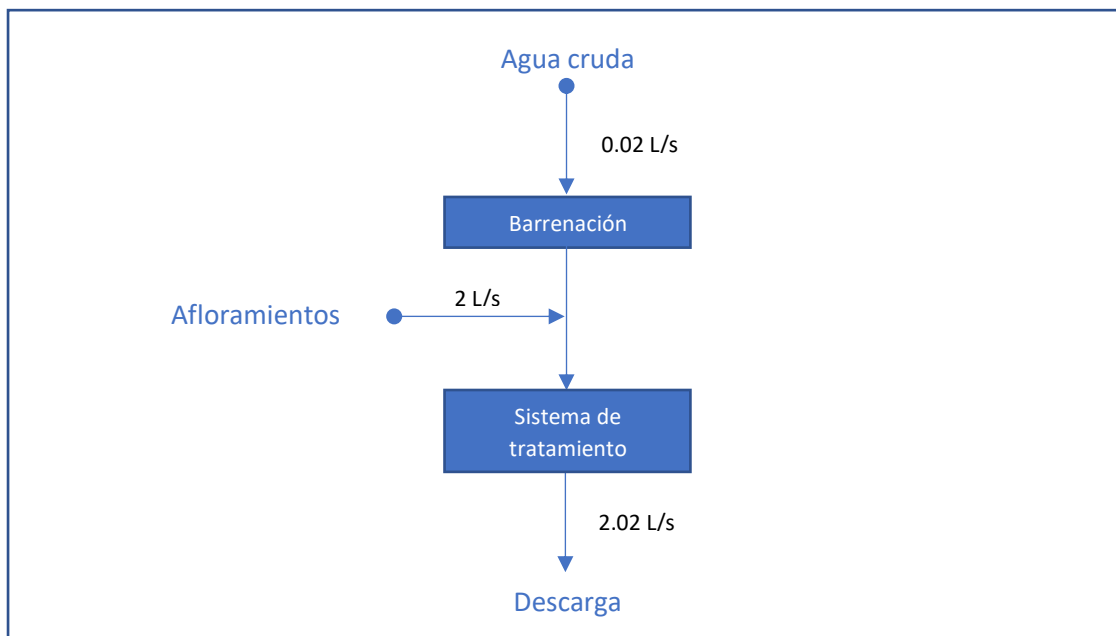 Agua cruda
0.02 L/s
Barrenación
2 L/s
Afloramientos
Sistema de
tratamiento
2.02 L/s
Descarga